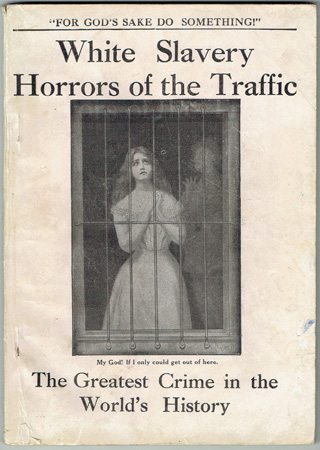 "FOR GOD'S SAKE DO SOMETHING!"
White Slavery
Horrors of the Traffic
My God! If I only could get out of here.
The Greatest Crime in the
World's History